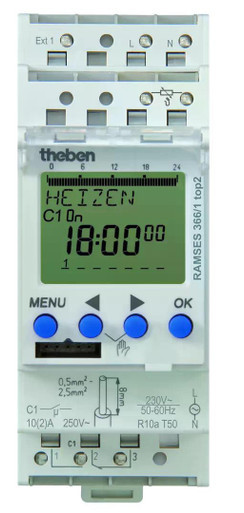 Ext 1 L N
theben
0 6 12 18 24
HEIZEN
C1 On
18:00 00
1
RAMSES 366/1 top2
MENU ◀ ▶ OK
0,5mm² -
2,5mm²
8mm
230V~
50-60Hz
L
N
C1 µ
10(2)A 250V~
R10a T50
C1
1 2 3